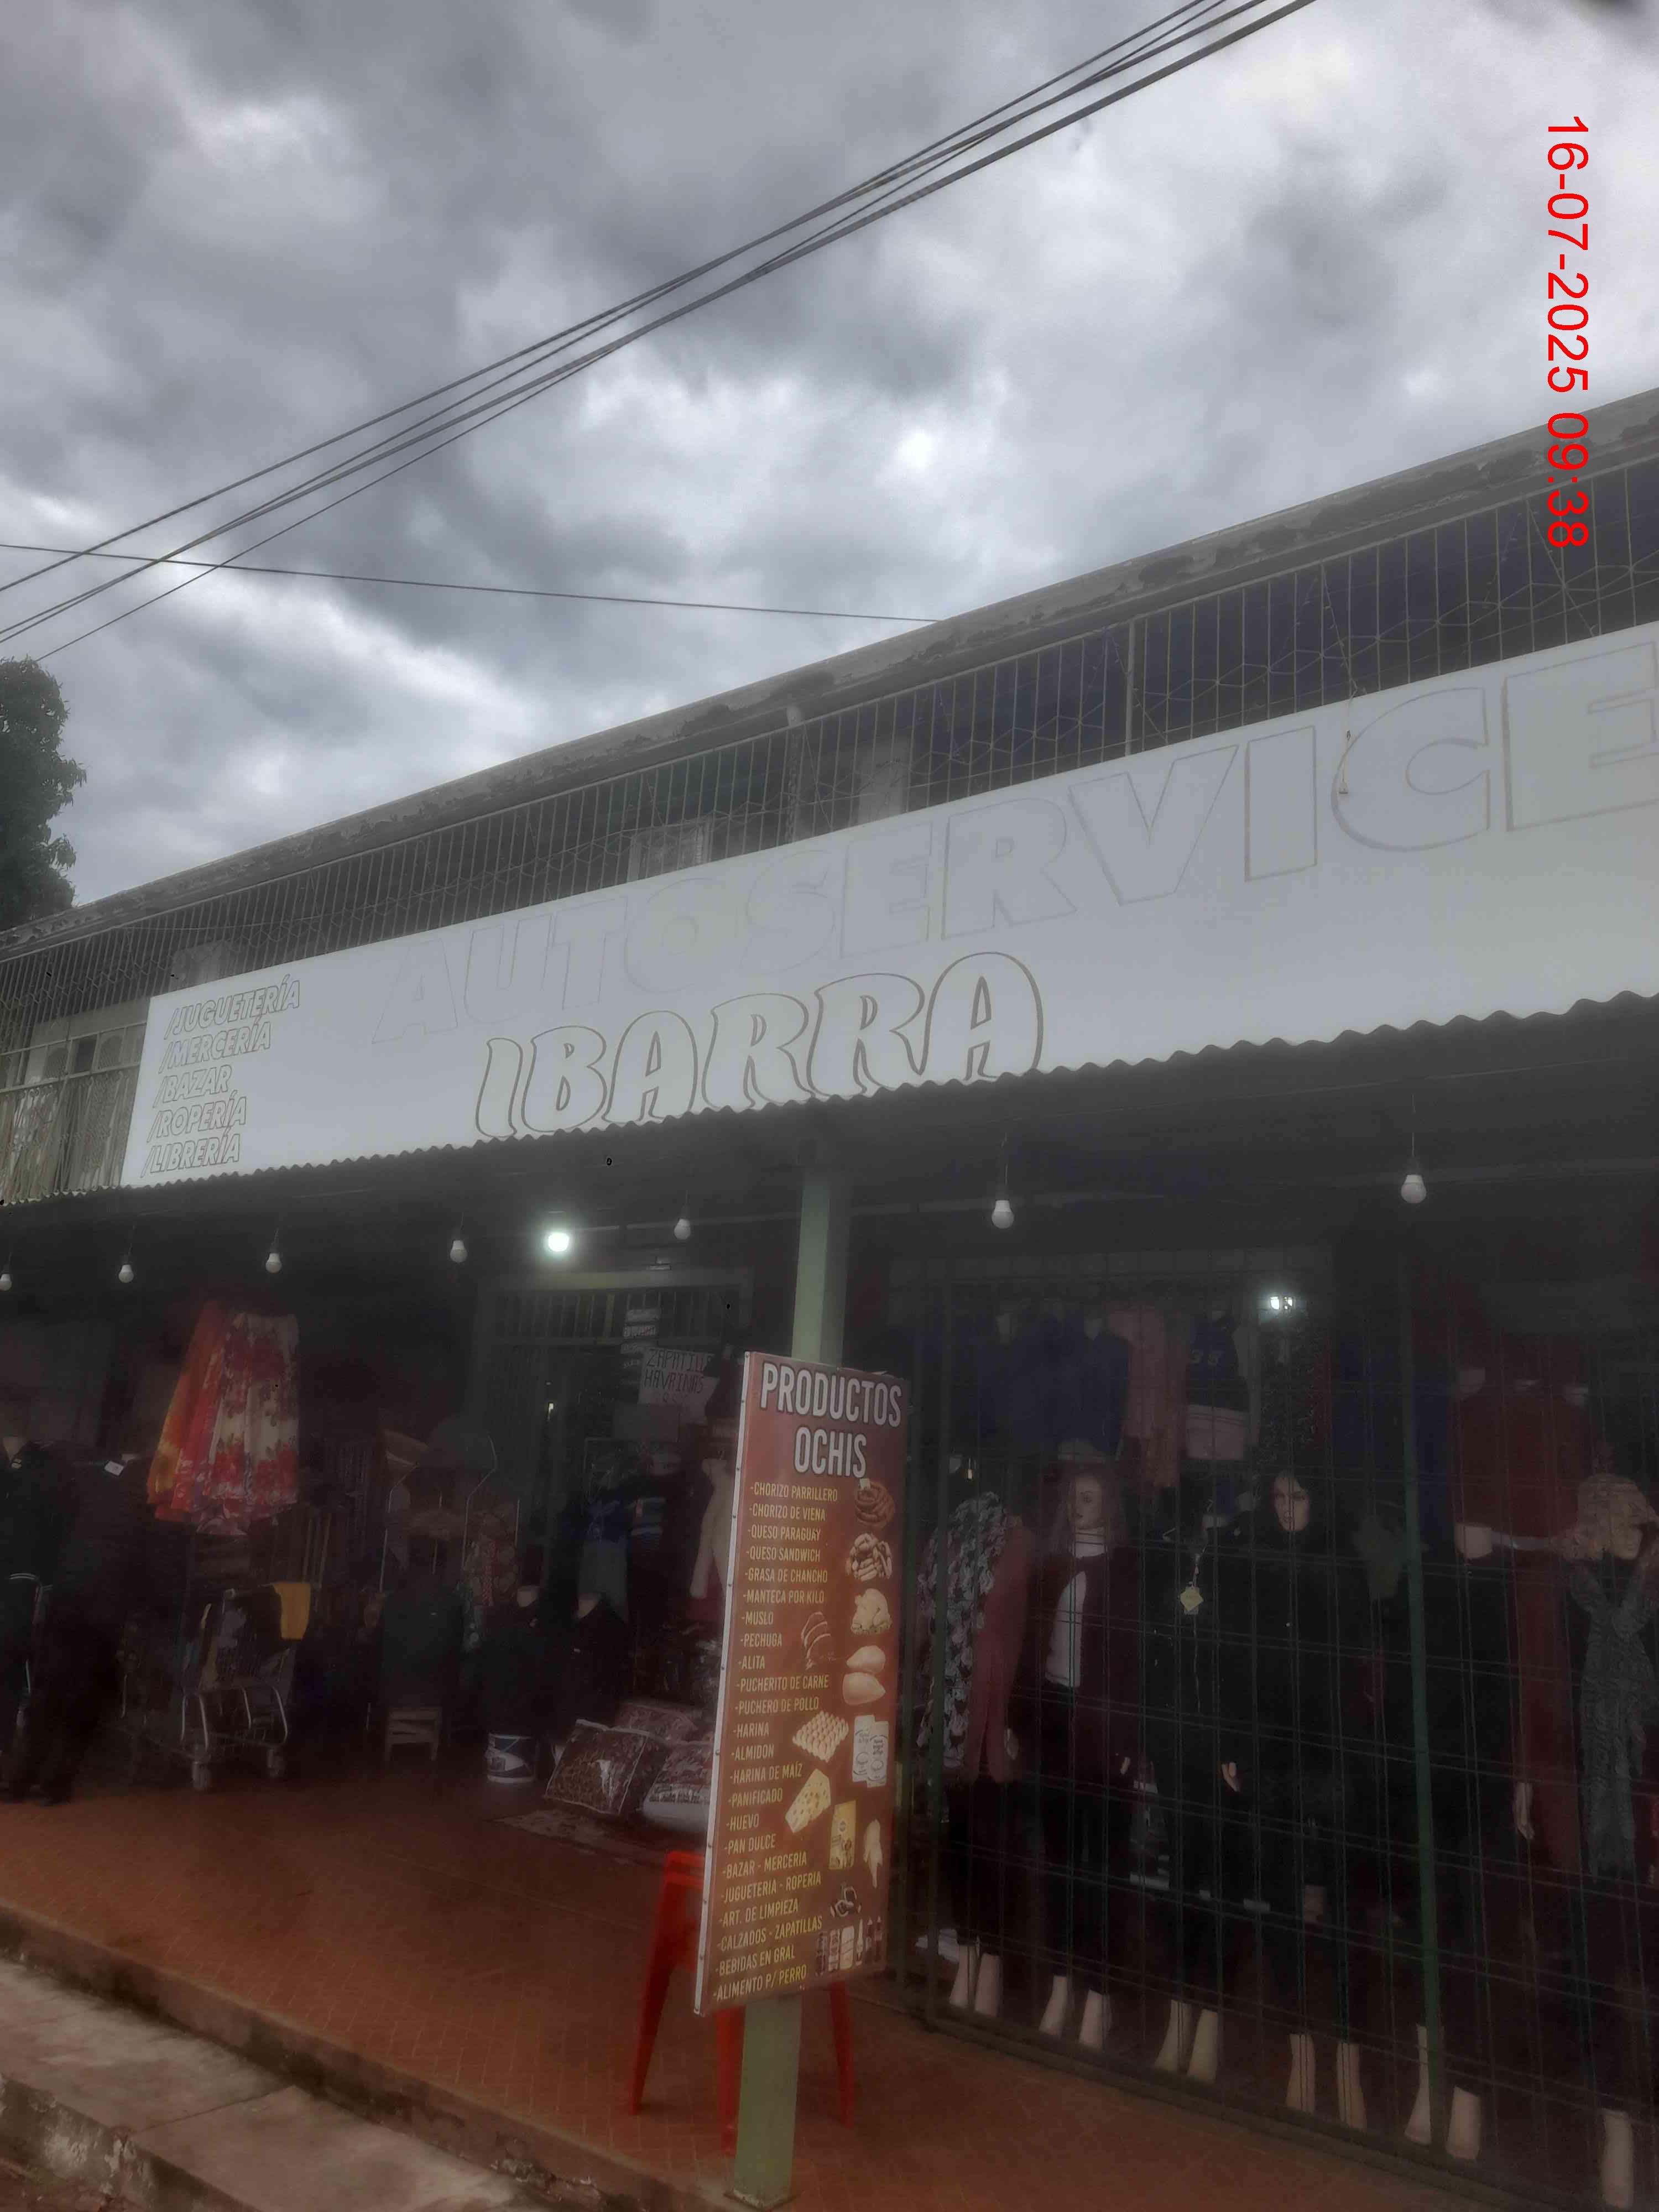 16-07-2025 09:38
AUTOSERVICE
IBARRA
/JUGUETERÍA
/MERCERÍA
/BAZAR
/ROPERÍA
/LIBRERÍA
PRODUCTOS
OCHIS
-CHORIZO PARRILLERO
-CHORIZO DE VIENA
-QUESO PARAGUAY
-QUESO SANDWICH
-GRASA DE CHANCHO
-MANTECA POR KILO
-MUSLO
-PECHUGA
-ALITA
-PUCHERITO DE CARNE
-PUCHERO DE POLLO
-HARINA
-ALMIDON
-HARINA DE MAÍZ
-PANIFICADO
-HUEVO
-PAN DULCE
-BAZAR - MERCERIA
-JUGUETERIA - ROPERIA
-ART. DE LIMPIEZA
-CALZADOS - ZAPATILLAS
-BEBIDAS EN GRAL
-ALIMENTO P/ PERRO